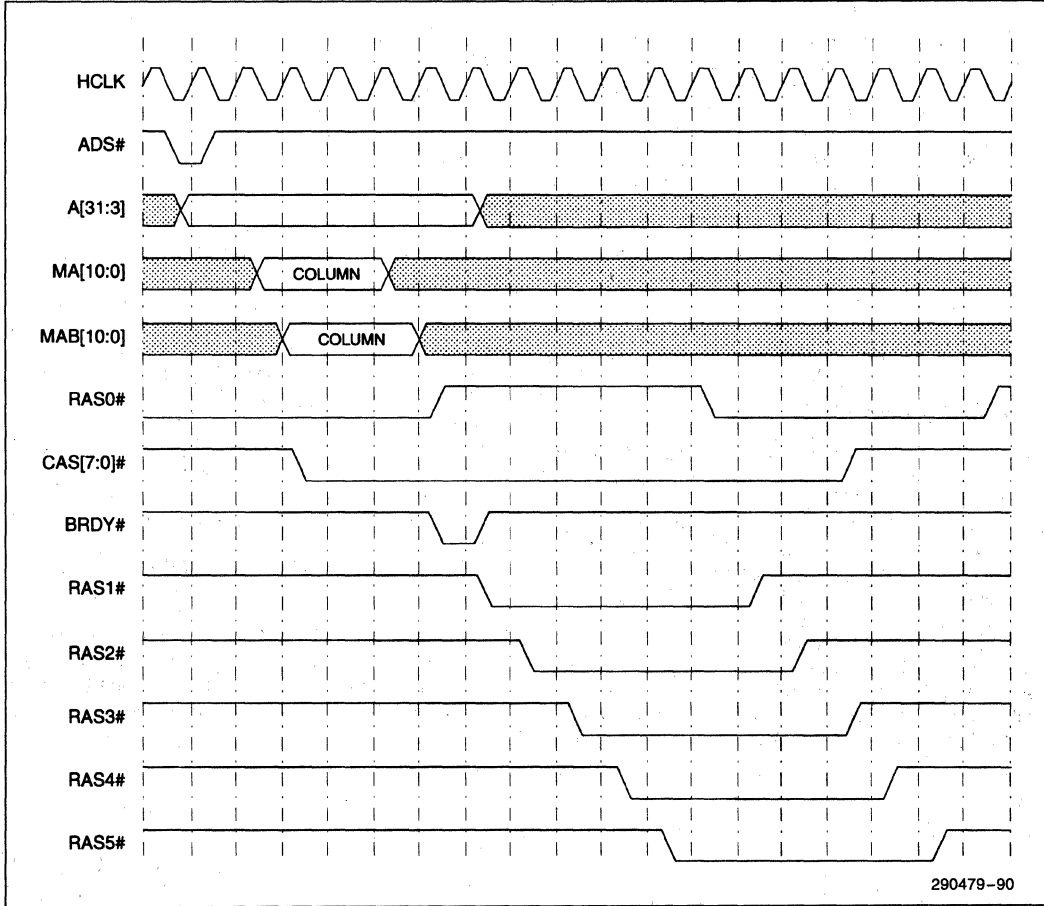 HCLK
ADS#
A[31:3]
MA[10:0]
COLUMN
MAB[10:0]
COLUMN
RAS0#
CAS[7:0]#
BRDY#
RAS1#
RAS2#
RAS3#
RAS4#
RAS5#
290479-90